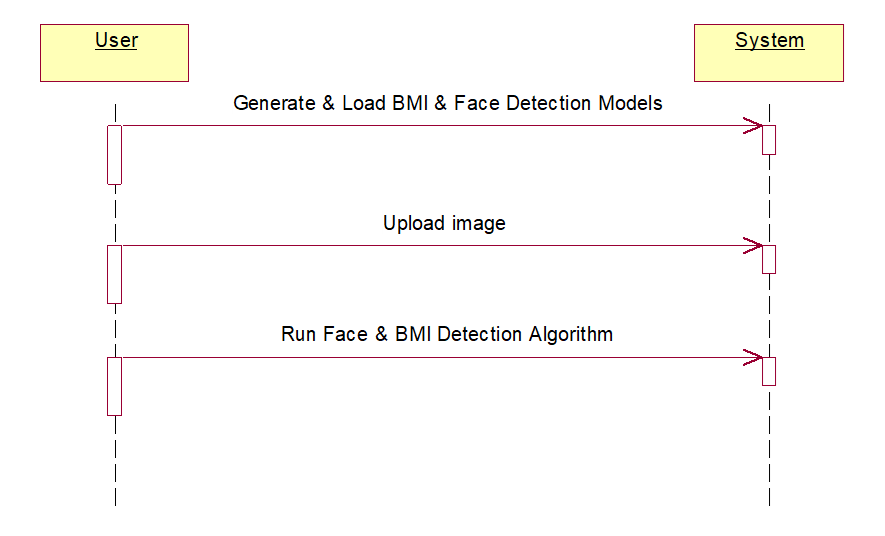 User
System
Generate & Load BMI & Face Detection Models
Upload image
Run Face & BMI Detection Algorithm